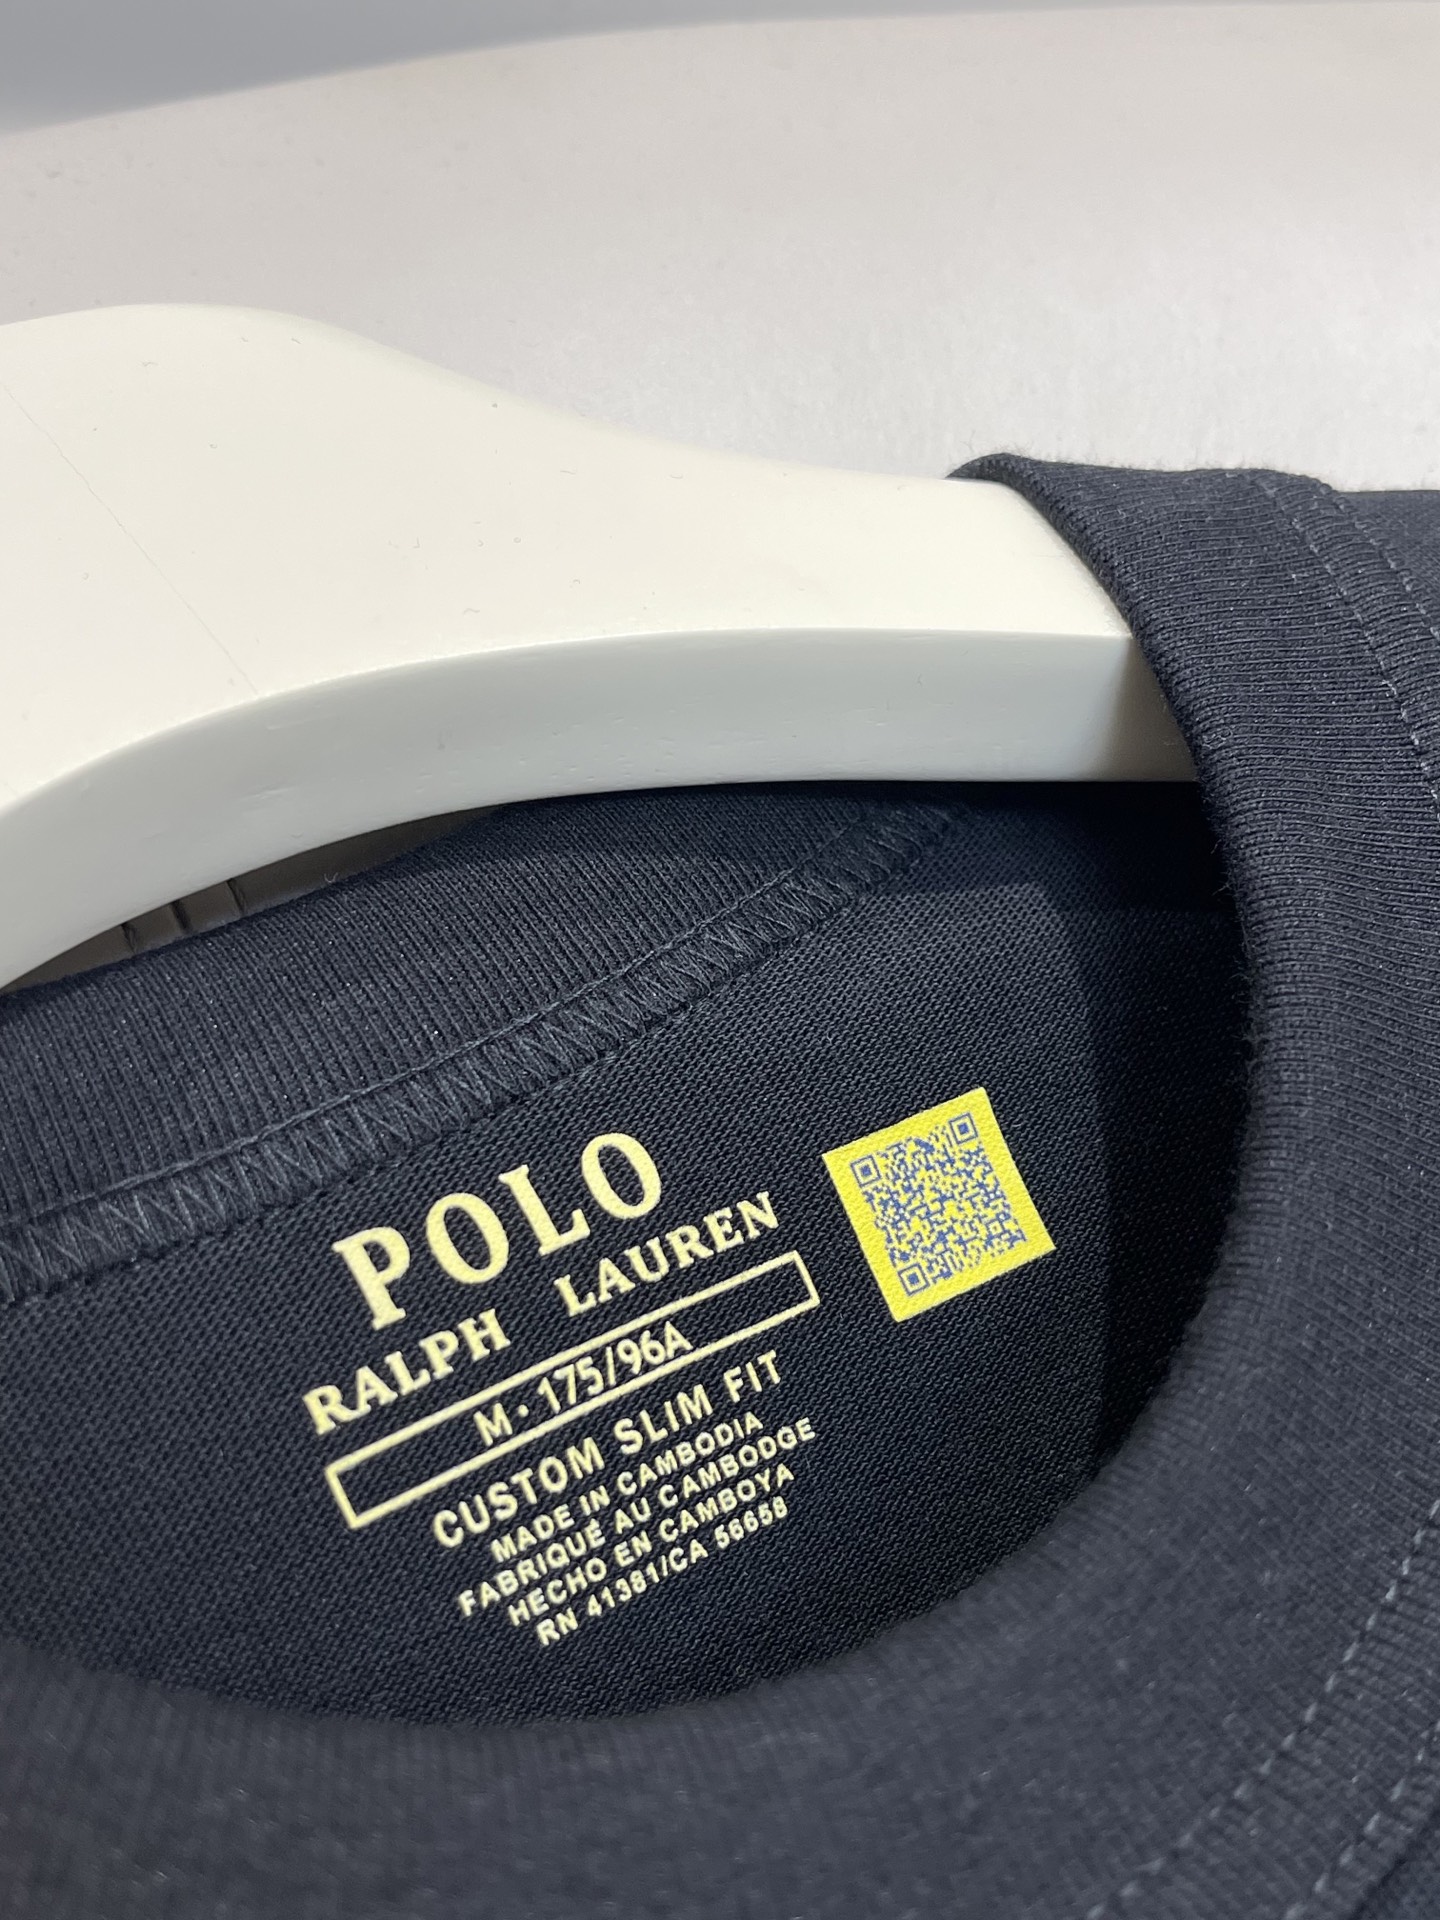 POLO
RALPH LAUREN
M · 175/96A
CUSTOM SLIM FIT
MADE IN CAMBODIA
FABRIQUÉ AU CAMBODGE
HECHO EN CAMBOYA
RN 41381/CA 56658